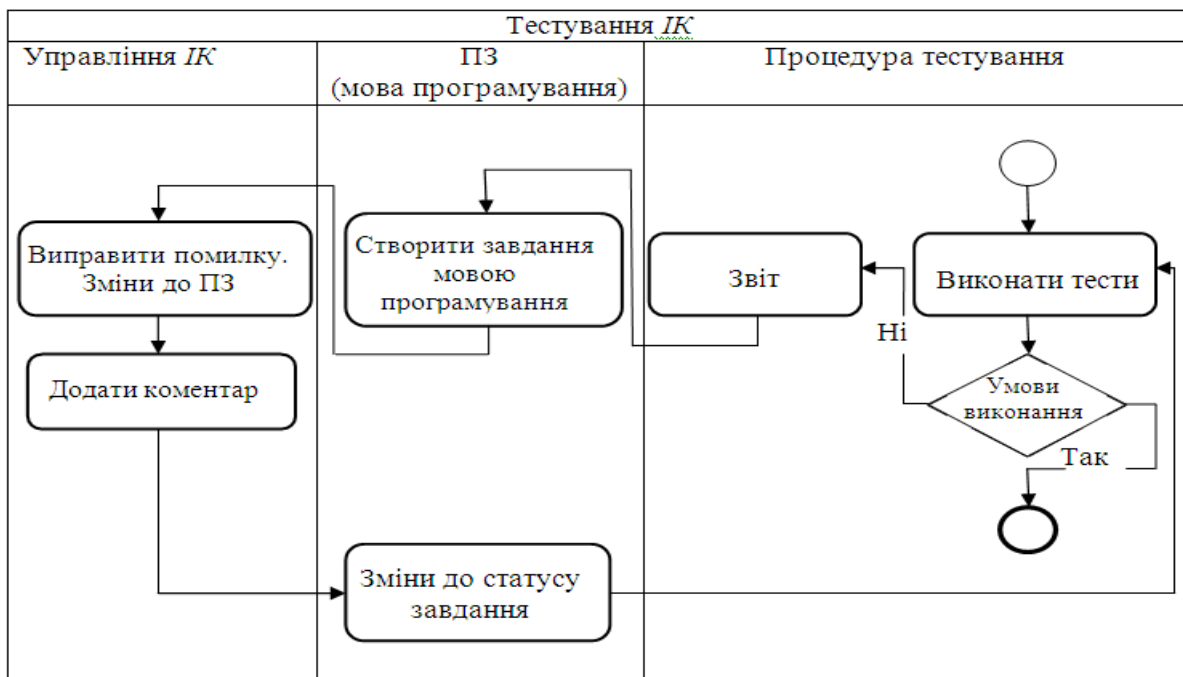 Тестування ІК
Управління ІК
ПЗ
(мова програмування)
Процедура тестування
Виправити помилку.
Зміни до ПЗ
Створити завдання
мовою
програмування
Звіт
Виконати тести
Ні
Додати коментар
Умови
виконання
Так
Зміни до статусу
завдання